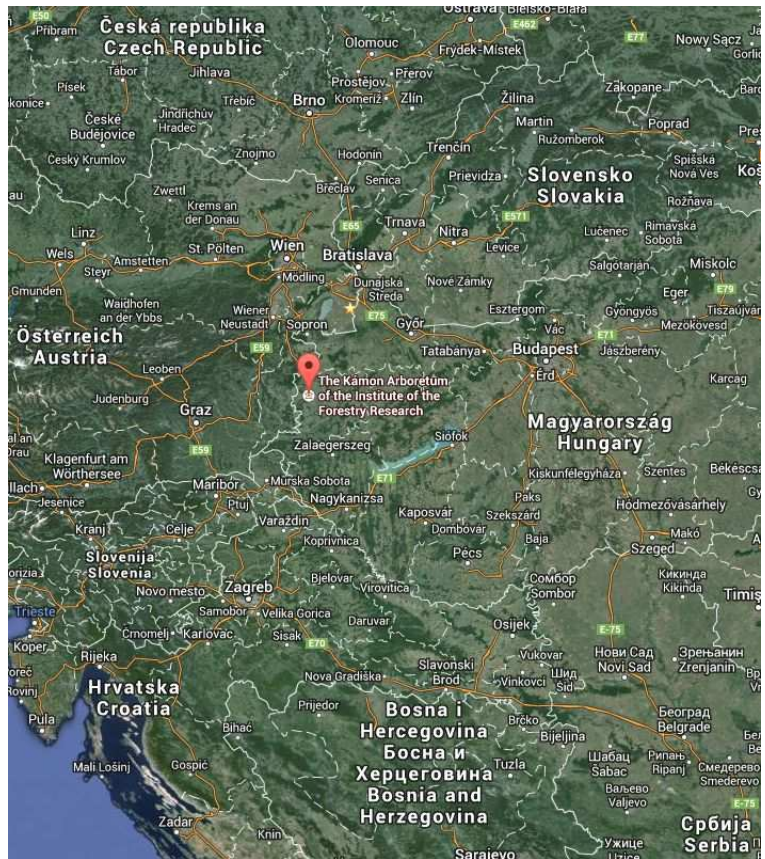 E50
Příbram
Česká republika
Czech Republic
Olomouc
Ostrava
Bielsko-Biała
E462
E77
Frýdek-Místek
Nowy Sącz
Tábor
Jihlava
Prostějov
Přerov
Písek
Třebíč
Brno
Kroměříž
Zlín
Zakopane
České
Budějovice
Jindřichův
Hradec
Žilina
Martin
Poprad
Ružomberok
Český Krumlov
Znojmo
Hodonín
Trenčín
Spišská
Nová Ves
Břeclav
Senica
Prievidza
Slovensko
Slovakia
Zwettl
Rožňava
Krems an
der Donau
E65
Trnava
Nitra
E571
Lučenec
Rimavská
Sobota
Linz
Wels
St. Pölten
Wien
Bratislava
Levice
Amstetten
Steyr
Mödling
Dunajská
Streda
Nové Zámky
Salgótarján
Miskolc
Gmunden
Waidhofen
an der Ybbs
Eger
E79
Wiener
Neustadt
Sopron
E75
Győr
Esztergom
Vác
Gyöngyös
E71
Mezőkövesd
Österreich
Austria
E59
Tatabánya
Budapest
Jászberény
Leoben
Érd
The Kámon Arboretum
of the Institute of the
Forestry Research
Karcag
Judenburg
Graz
Magyarország
Hungary
E59
Zalaegerszeg
Siófok
Klagenfurt am
Wörthersee
E71
Kiskunfélegyháza
Szentes
Maribor
Murska Sobota
Jesenice
Ptuj
Nagykanizsa
Paks
Hódmezővásárhely
Kaposvár
Szekszárd
Kranj
Celje
Varaždin
Dombóvár
Baja
Makó
Szeged
Koprivnica
Pécs
Slovenija
Slovenia
Zagreb
Bjelovar
Virovitica
Сомбор
Sombor
Кикинда
Kikinda
Novo mesto
Trieste
Samobor
Velika Gorica
Daruvar
Osijek
E-75
Koper
Črnomelj
Karlovac
Sisak
E70
Нови Сад
Novi Sad
Зрењанин
Zrenjanin
Rijeka
Vukovar
Slavonski
Brod
Vinkovci
Шид
Šid
Rovinj
Nova Gradiška
Hrvatska
Croatia
Prijedor
Bosna i
Hercegovina
Босна и
Херцеговина
Bosnia and
Herzegovina
Pula
Bihać
Brčko
Београд
Belgrade
Bijeljina
Mali Lošinj
Gospić
Tuzla
Шабац
Šabac
Рипањ
Ripanj
Смедерево
Smederevo
Ваљево
Valjevo
E-75
Zadar
Knin
Србија
Serbia
Sarajevo
Ужице